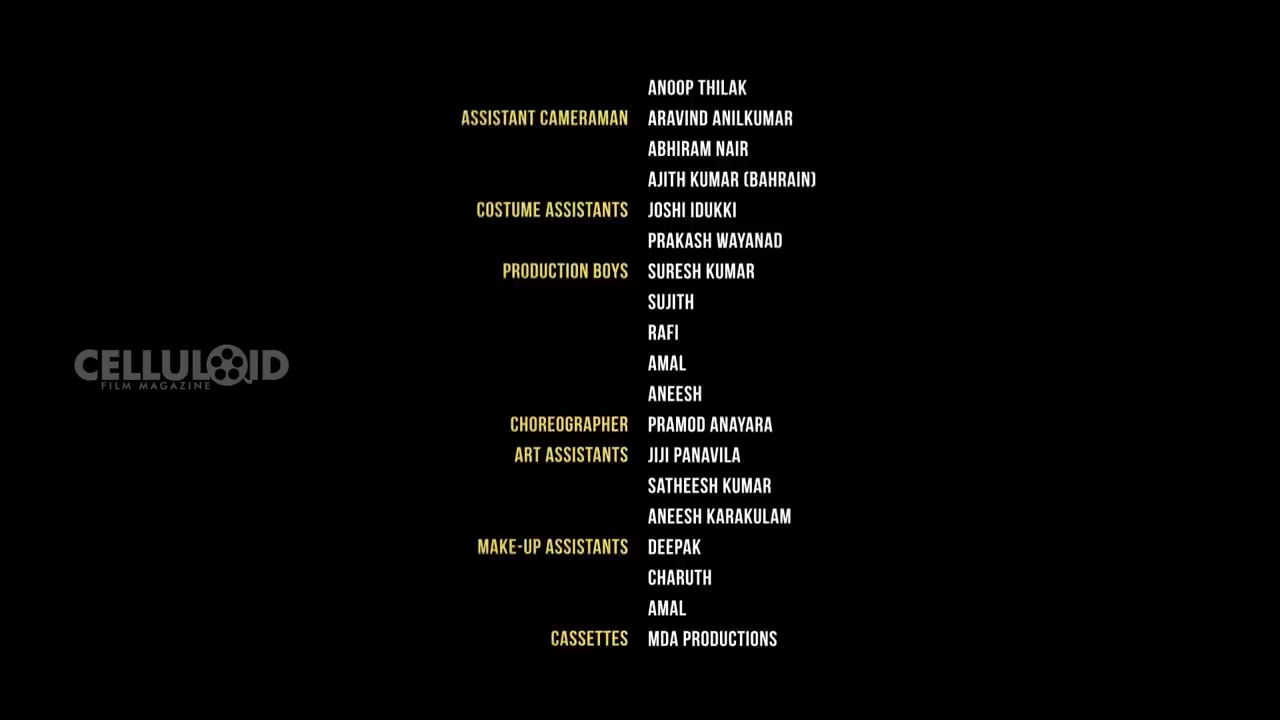 ANOOP THILAK
ASSISTANT CAMERAMAN ARAVIND ANILKUMAR
ABHIRAM NAIR
AJITH KUMAR (BAHRAIN)
COSTUME ASSISTANTS JOSHI IDUKKI
PRAKASH WAYANAD
PRODUCTION BOYS SURESH KUMAR
SUJITH
RAFI
AMAL
CELLULOID
FILM MAGAZINE
ANEESH
CHOREOGRAPHER PRAMOD ANAYARA
ART ASSISTANTS JIJI PANAVILA
SATHEESH KUMAR
ANEESH KARAKULAM
MAKE-UP ASSISTANTS DEEPAK
CHARUTH
AMAL
CASSETTES MDA PRODUCTIONS